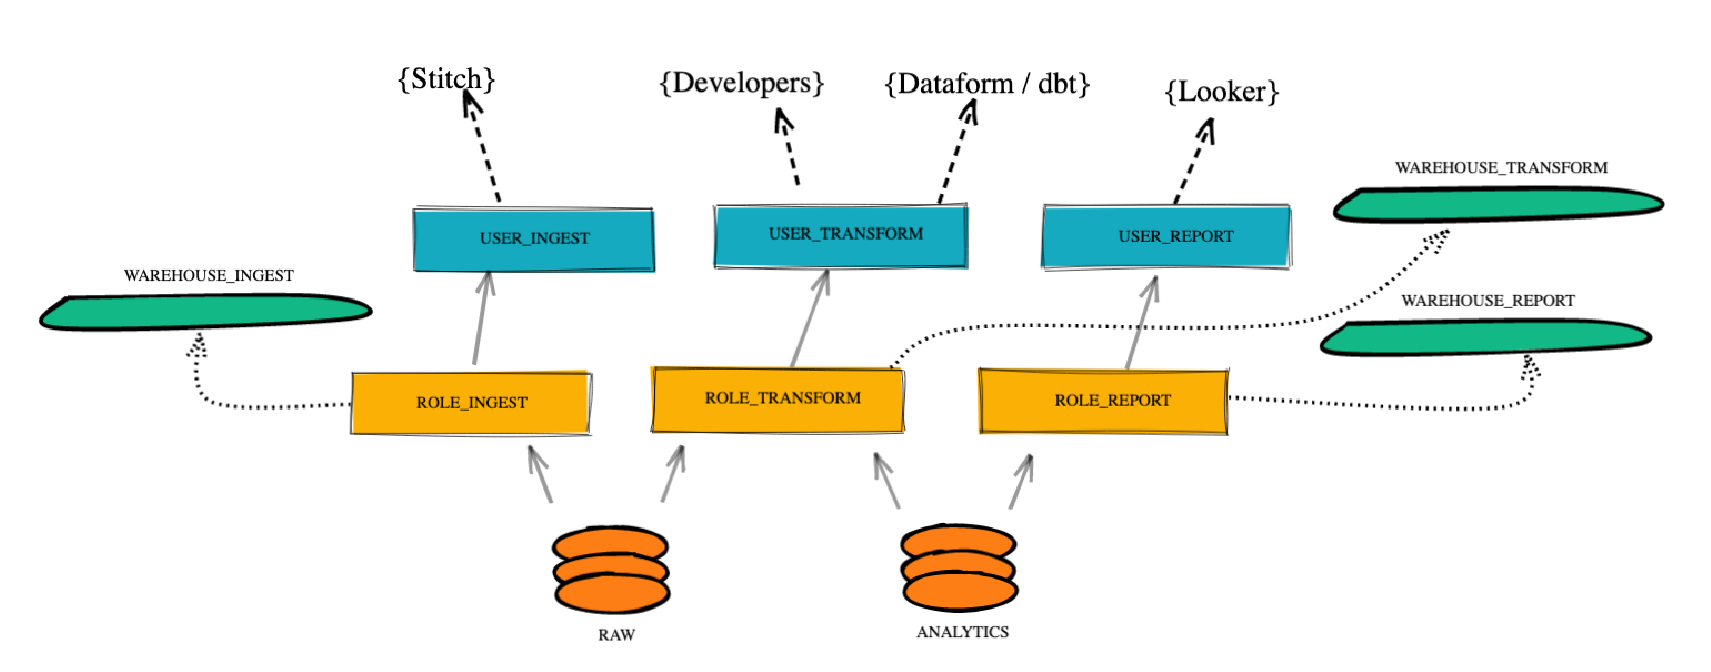 {Stitch}
{Developers}
{Dataform / dbt}
{Looker}
WAREHOUSE_TRANSFORM
USER_INGEST
USER_TRANSFORM
USER_REPORT
WAREHOUSE_INGEST
WAREHOUSE_REPORT
ROLE_INGEST
ROLE_TRANSFORM
ROLE_REPORT
RAW
ANALYTICS